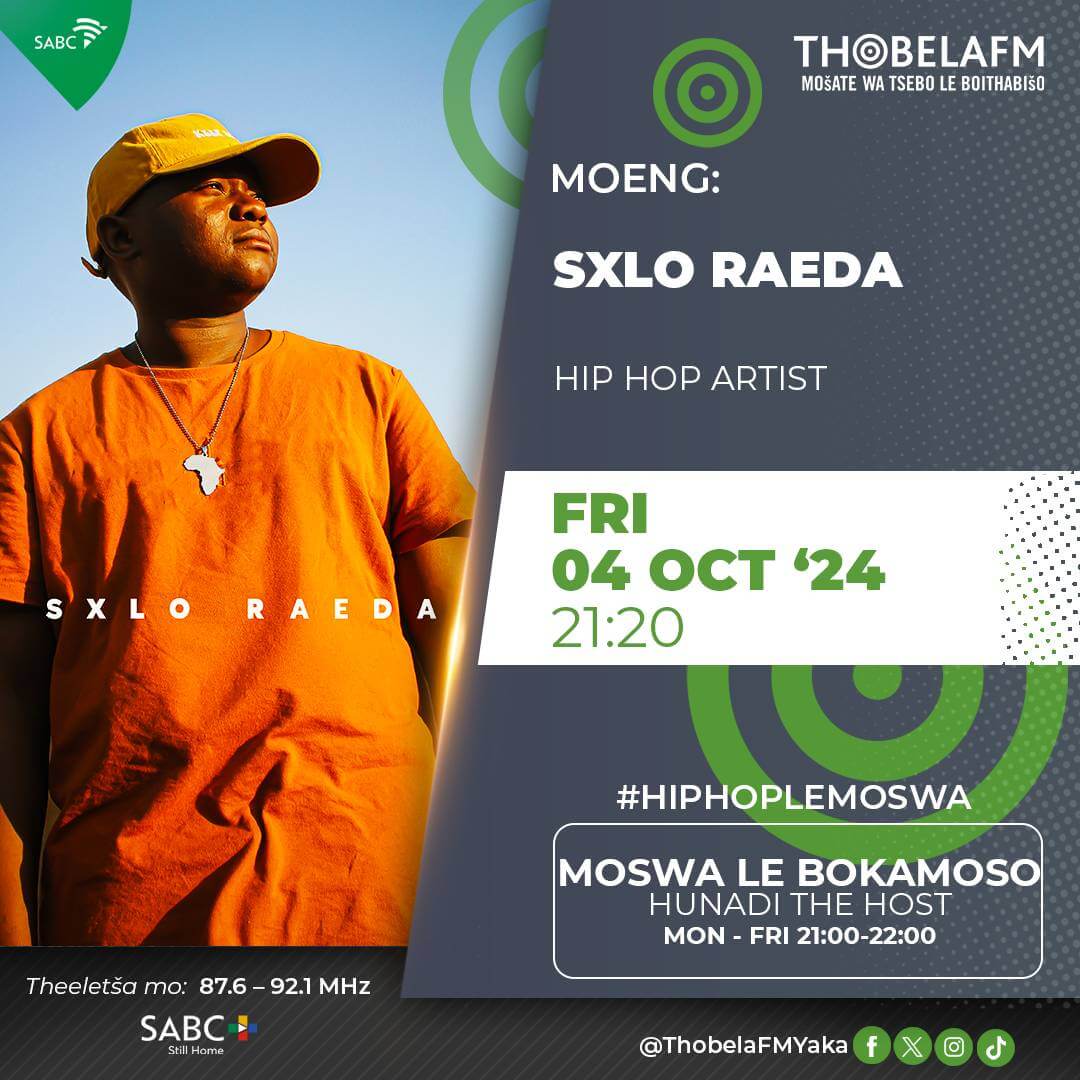 SABC
THOBELAFM
MOŠATE WA TSEBO LE BOITHABIŠO
MOENG:
SXLO RAEDA
HIP HOP ARTIST
FRI
04 OCT ‘24
21:20
SXLO RAEDA
#HIPHOPLEMOSWA
MOSWA LE BOKAMOSO
HUNADI THE HOST
MON - FRI 21:00-22:00
Theeletša mo: 87.6 – 92.1 MHz
SABC+
Still Home
@ThobelaFMYaka